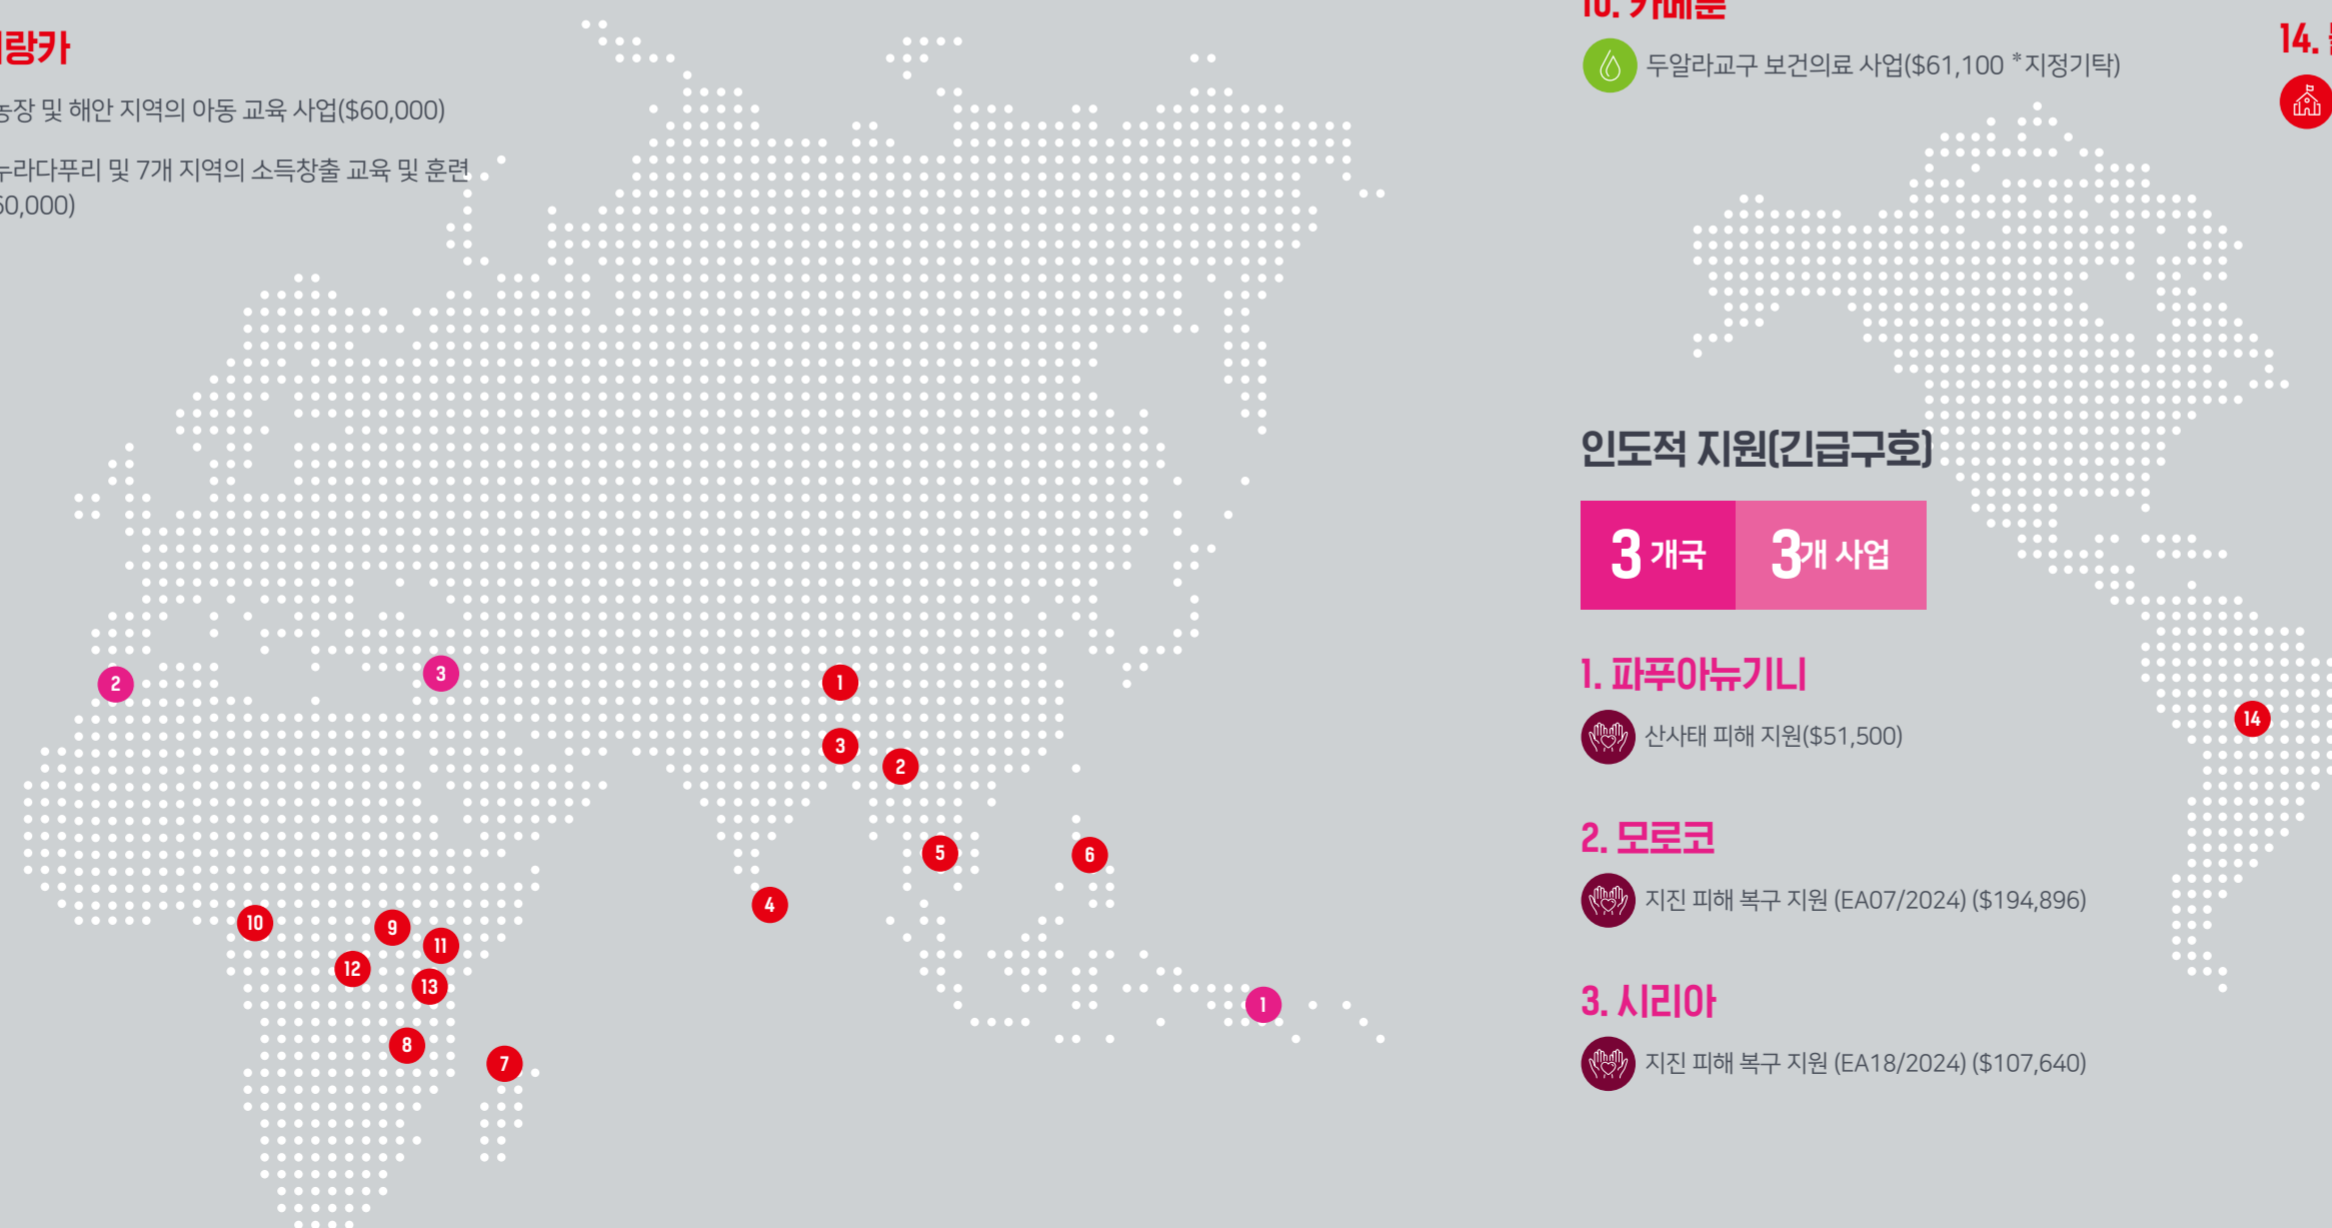 랑카
농장 및 해안 지역의 아동 교육 사업($60,000)
누라다푸리 및 7개 지역의 소득창출 교육 및 훈련
60,000)
10. 카메룬
두알라교구 보건의료 사업($61,100 *지정기탁)
14.
인도적 지원(긴급구호)
3 개국
3개 사업
1. 파푸아뉴기니
산사태 피해 지원($51,500)
2. 모로코
지진 피해 복구 지원 (EA07/2024) ($194,896)
3. 시리아
지진 피해 복구 지원 (EA18/2024) ($107,640)
2
3
1
3
2
5
6
4
10
9
11
12
13
8
7
1
14